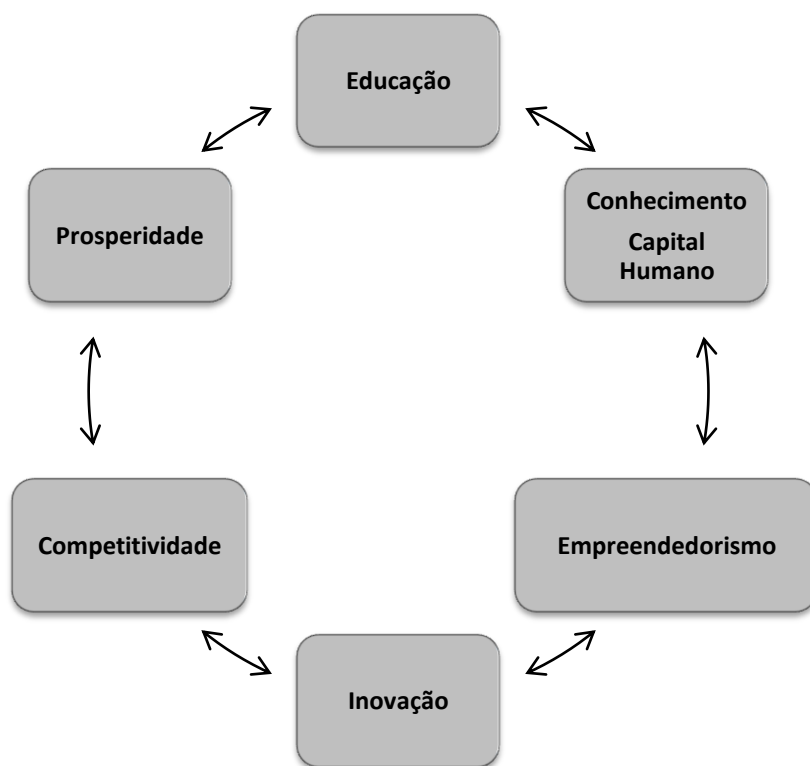 Educação
Conhecimento
Capital
Humano
Empreendedorismo
Inovação
Competitividade
Prosperidade